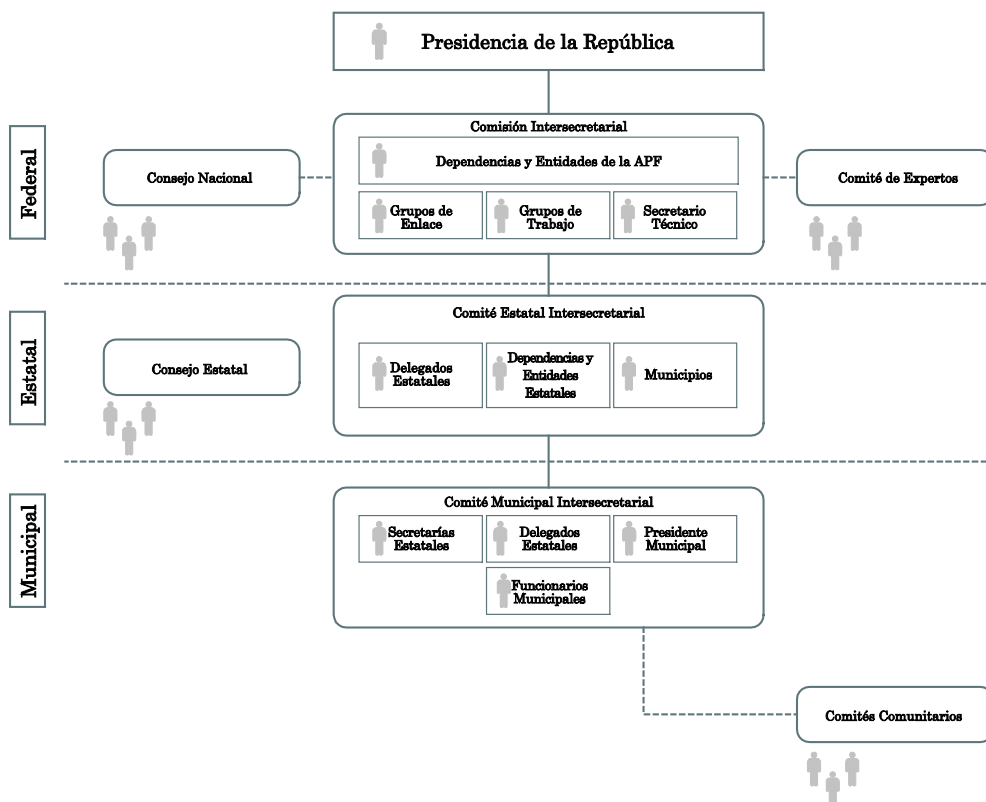 Presidencia de la República
Federal
Comisión Intersecretarial
Dependencias y Entidades de la APF
Consejo Nacional
Comité de Expertos
Grupos de
Enlace
Grupos de
Trabajo
Secretario
Técnico
Estatal
Comité Estatal Intersecretarial
Consejo Estatal
Delegados
Estatales
Dependencias y
Entidades
Estatales
Municipios
Municipal
Comité Municipal Intersecretarial
Secretarías
Estatales
Delegados
Estatales
Presidente
Municipal
Funcionarios
Municipales
Comités Comunitarios